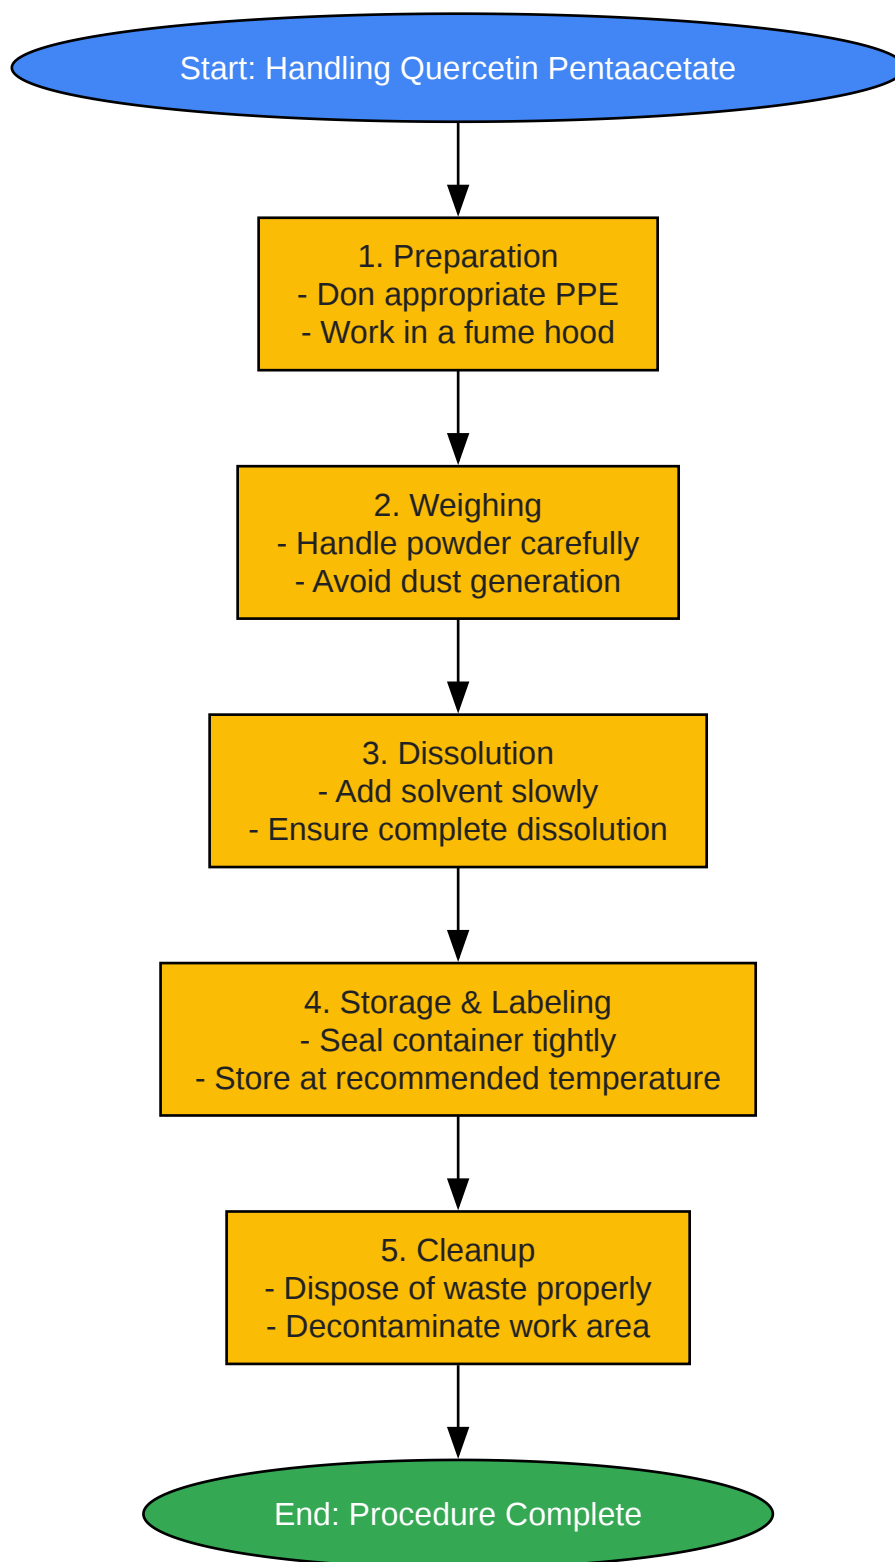 Start: Handling Quercetin Pentaacetate
1. Preparation
- Don appropriate PPE
- Work in a fume hood
2. Weighing
- Handle powder carefully
- Avoid dust generation
3. Dissolution
- Add solvent slowly
- Ensure complete dissolution
4. Storage & Labeling
- Seal container tightly
- Store at recommended temperature
5. Cleanup
- Dispose of waste properly
- Decontaminate work area
End: Procedure Complete